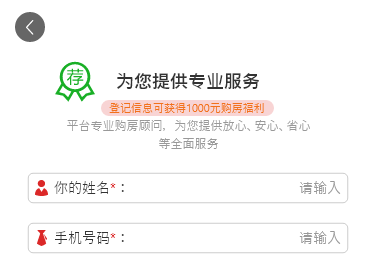 荐
为您提供专业服务
登记信息可获得1000元购房福利
平台专业购房顾问，为您提供放心、安心、省心
等全面服务
你的姓名*： 请输入
手机号码*： 请输入